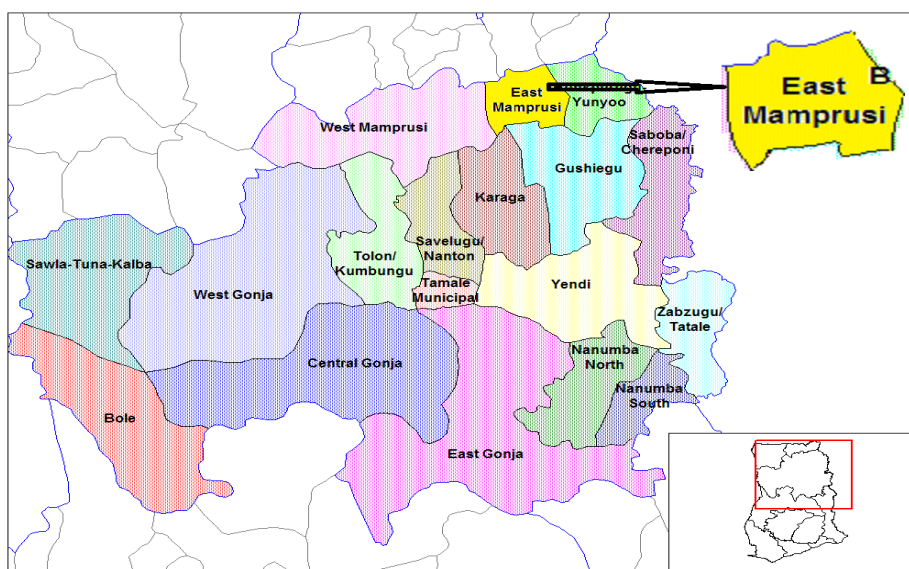 East
Mamprusi
B
East
Mamprusi
Yunyoo
West Mamprusi
Saboba/
Chereponi
Gushiegu
Karaga
Savelugu/
Nanton
Tolon/
Kumbungu
Sawla-Tuna-Kalba
West Gonja
Tamale
Municipal
Yendi
Zabzugu/
Tatale
Nanumba
North
Central Gonja
Nanumba
South
Bole
East Gonja